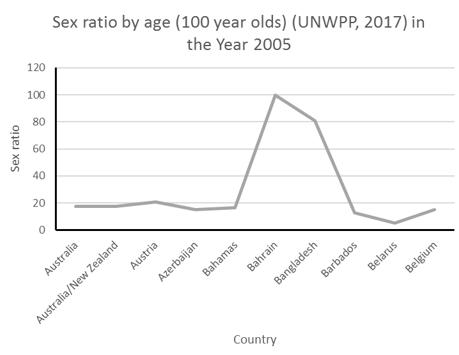 Sex ratio by age (100 year olds) (UNWPP, 2017) in
the Year 2005
120
100
80
60
40
20
0
Sex ratio
Australia
Australia/New Zealand
Austria
Azerbaijan
Bahamas
Bahrain
Bangladesh
Barbados
Belarus
Belgium
Country